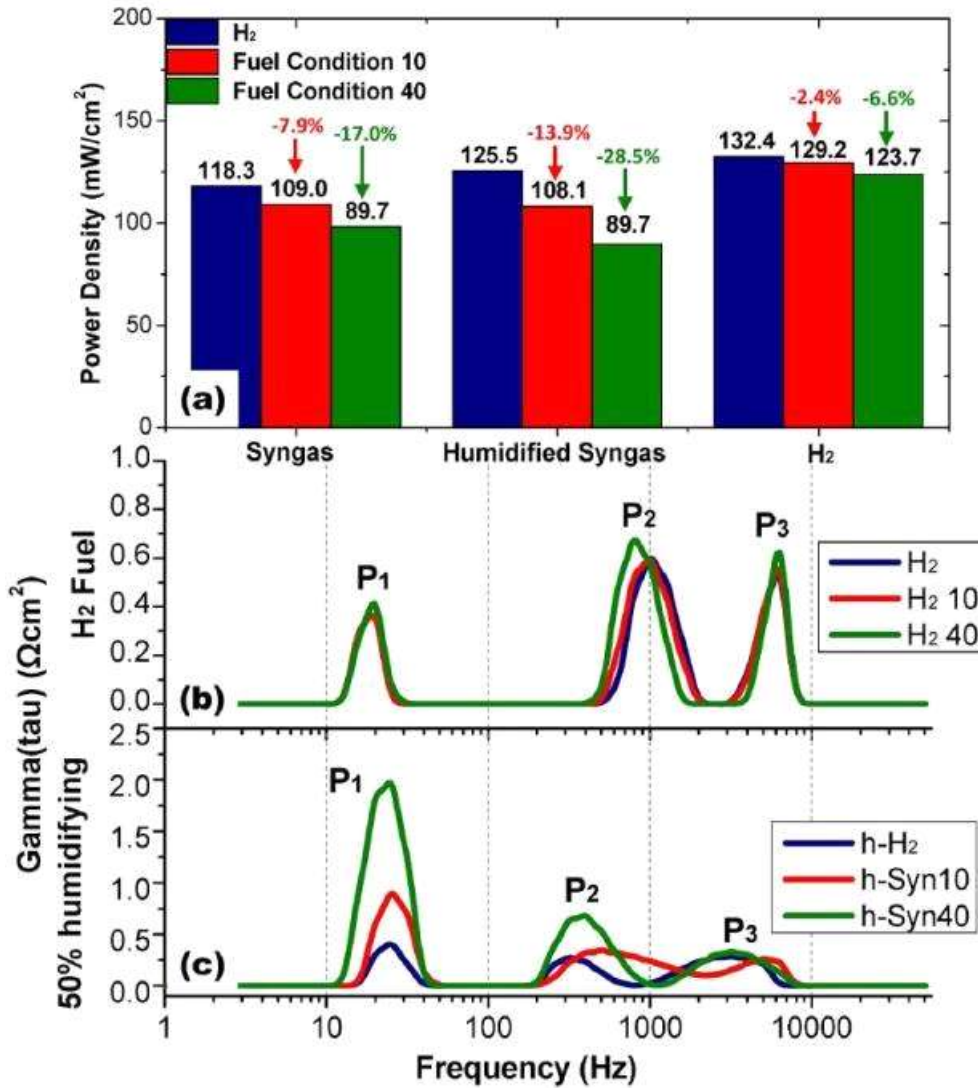 200
150
100
50
0
Power Density (mW/cm²)
H₂
Fuel Condition 10
Fuel Condition 40
-7.9%
-17.0%
118.3
109.0
89.7
-13.9%
-28.5%
125.5
108.1
89.7
-2.4%
-6.6%
132.4
129.2
123.7
(a)
Syngas
Humidified Syngas
H₂
Gamma(tau) (Ωcm²)
H₂ Fuel
1.0
0.8
0.6
0.4
0.2
0.0
P₁
P₂
P₃
H₂
H₂ 10
H₂ 40
(b)
50% humidifying
2.5
2.0
1.5
1.0
0.5
0.0
P₁
P₂
P₃
h-H₂
h-Syn10
h-Syn40
(c)
1
10
100
1000
10000
Frequency (Hz)